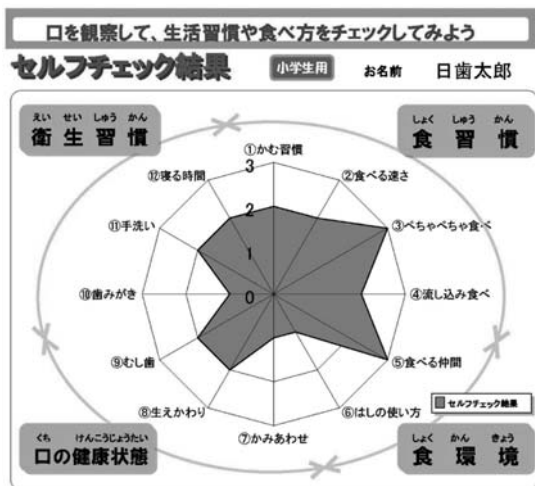 口を観察して、生活習慣や食べ方をチェックしてみよう
セルフチェック結果 小学生用 お名前 日歯太郎
えい せい しゅう かん
衛生習慣
しょく しゅう かん
食習慣
①かむ習慣
⑫寝る時間
②食べる速さ
⑪手洗い
③ぺちゃぺちゃ食べ
⑩歯みがき
④流し込み食べ
⑨むし歯
⑤食べる仲間
⑧生えかわり
⑥はしの使い方
⑦かみあわせ
3
2
1
0
セルフチェック結果
くち けんこうじょうたい
口の健康状態
しょく かん きょう
食環境